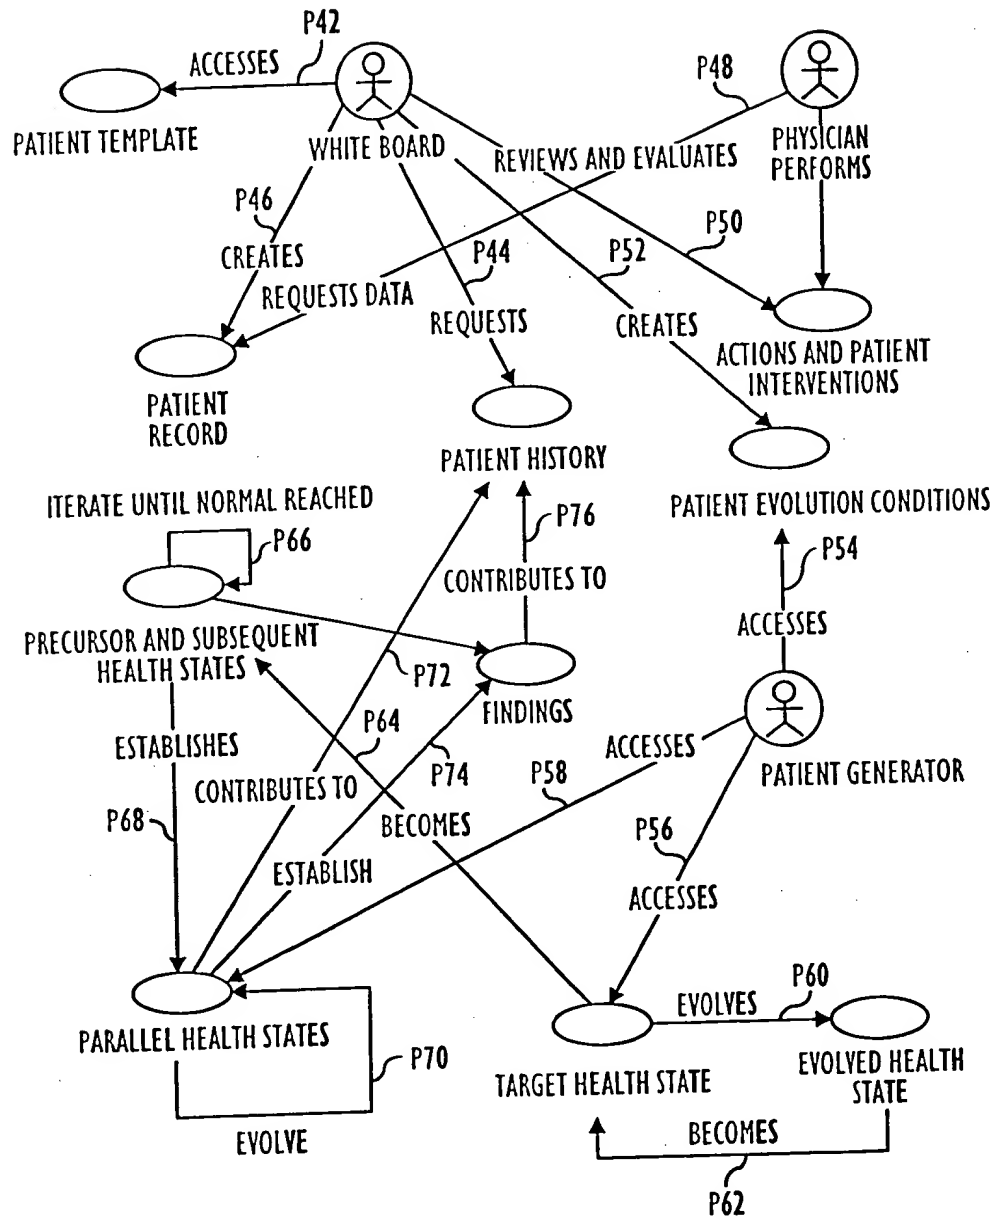 P42
ACCESSES
P48
PATIENT TEMPLATE
WHITE BOARD
PHYSICIAN
PERFORMS
REVIEWS AND EVALUATES
P46
P50
CREATES
P44
P52
REQUESTS DATA
REQUESTS
CREATES
ACTIONS AND PATIENT
INTERVENTIONS
PATIENT
RECORD
PATIENT HISTORY
ITERATE UNTIL NORMAL REACHED
PATIENT EVOLUTION CONDITIONS
P66
P76
P54
CONTRIBUTES TO
PRECURSOR AND SUBSEQUENT
HEALTH STATES
ACCESSES
P72
FINDINGS
P64
ESTABLISHES
ACCESSES
P74
P58
PATIENT GENERATOR
CONTRIBUTES TO
P68
BECOMES
P56
ESTABLISH
ACCESSES
P60
EVOLVES
PARALLEL HEALTH STATES
P70
TARGET HEALTH STATE
EVOLVED HEALTH
STATE
EVOLVE
BECOMES
P62